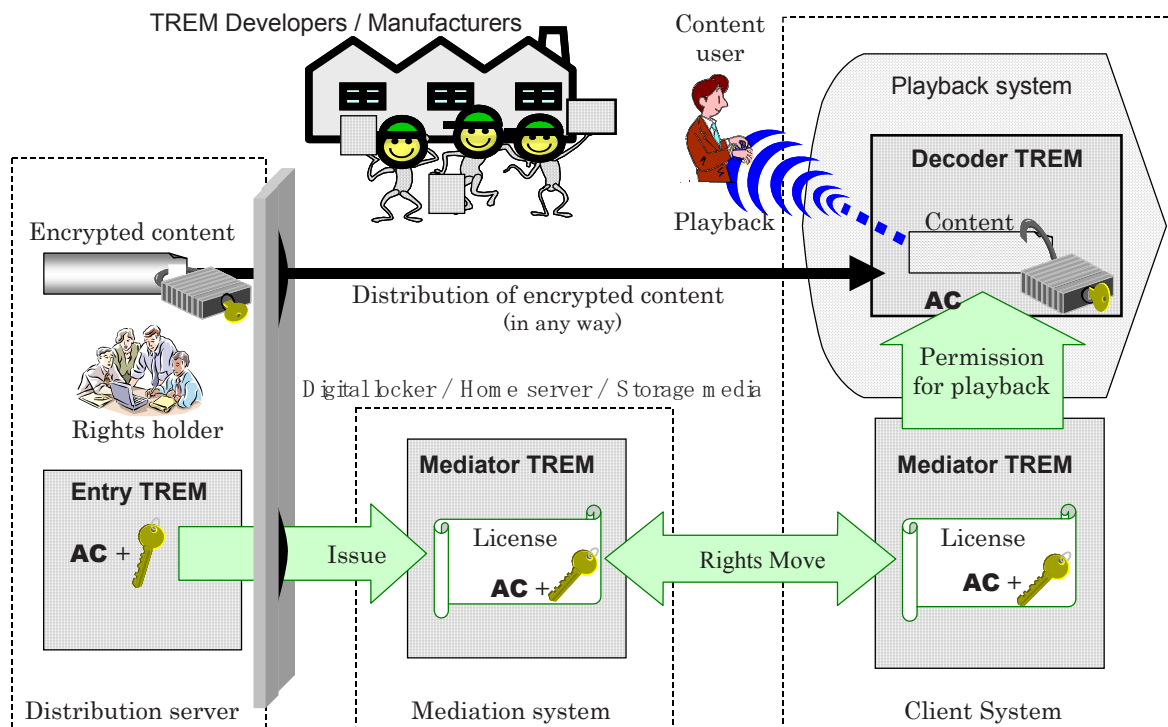 TREM Developers / Manufacturers
Content
user
Playback system
Decoder TREM
Encrypted content
Playback
Content
Distribution of encrypted content
(in any way)
AC
Permission
for playback
Digital locker / Home server / Storage media
Rights holder
Entry TREM
AC +
Issue
Mediator TREM
License
AC +
Rights Move
Mediator TREM
License
AC +
Distribution server
Mediation system
Client System